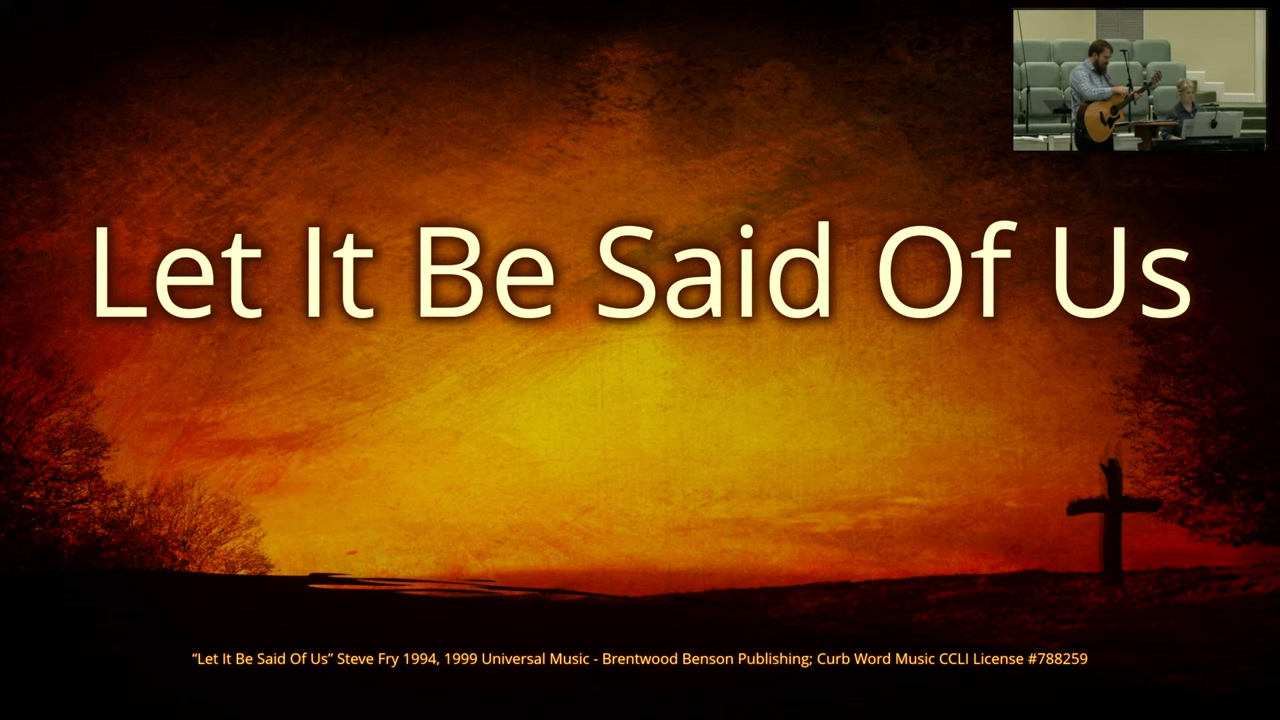 Let It Be Said Of Us
“Let It Be Said Of Us” Steve Fry 1994, 1999 Universal Music - Brentwood Benson Publishing; Curb Word Music CCLI License #788259